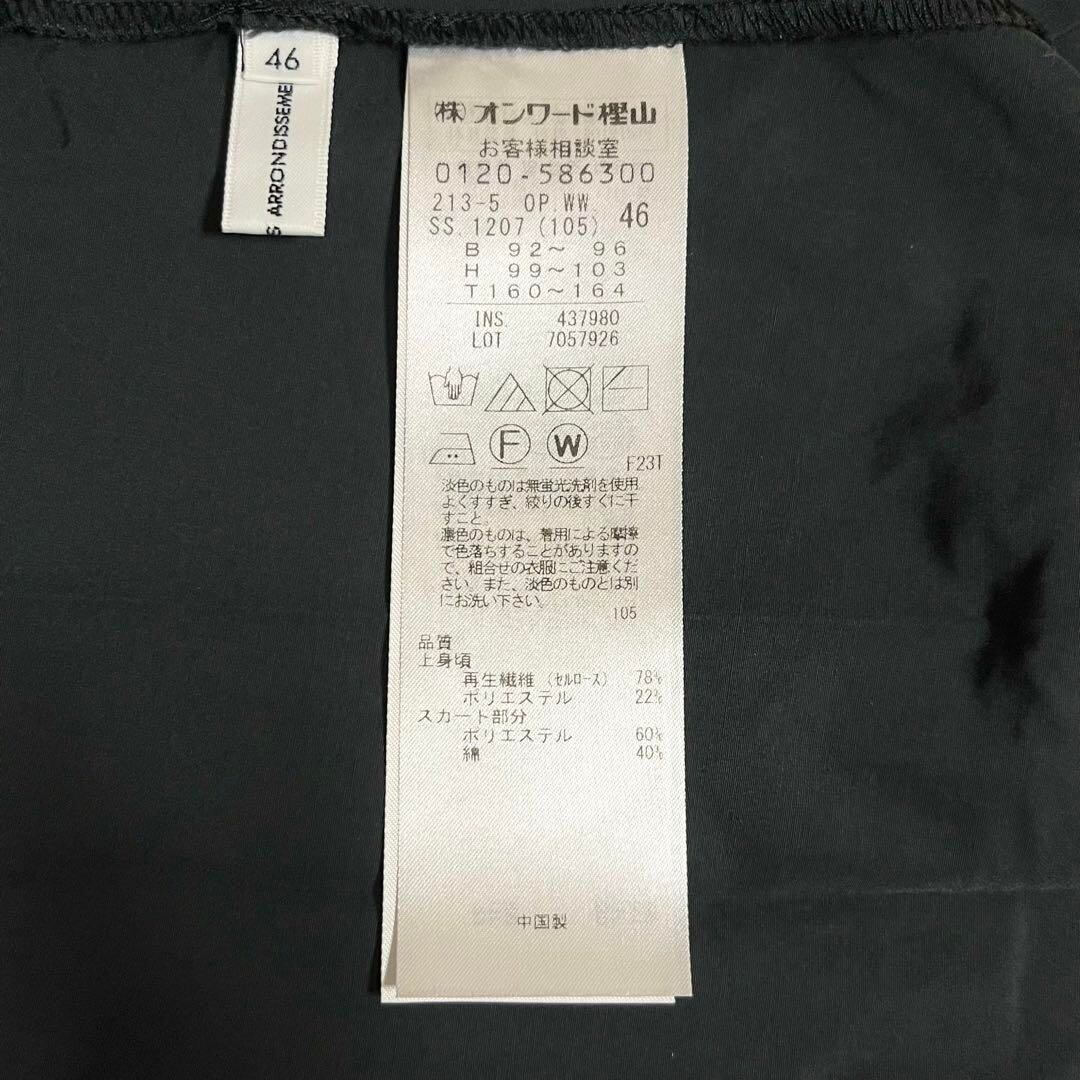 46
ARRONDISSEME
(株)オンワード樫山
お客様相談室
0120-586300
213-5 OP.WW.
SS.1207(105) 46
B 92〜 96
H 99〜103
T160〜164
INS. 437980
LOT 7057926
F W
F23T
淡色のものは無蛍光洗剤を使用
よくすすぎ、絞りの後すぐに干
すこと。
濃色のものは、着用による摩擦
で色落ちすることがありますの
で、組合せの衣服にご注意くだ
さい。また、淡色のものとは別
にお洗い下さい。
105
品質
上身頃
再生繊維(セルロース) 78%
ポリエステル 22%
スカート部分
ポリエステル 60%
綿 40%
中国製